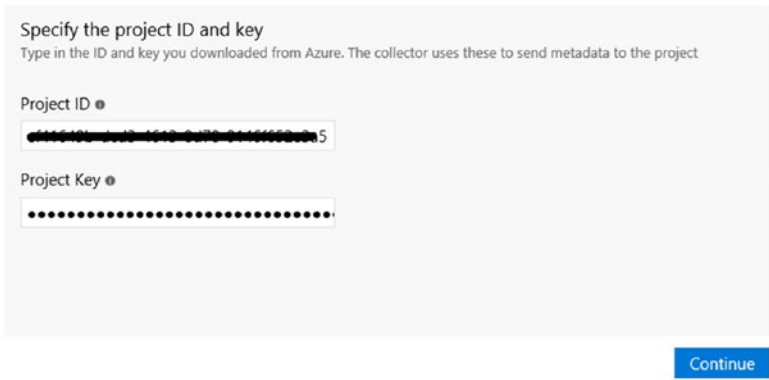 Specify the project ID and key
Type in the ID and key you downloaded from Azure. The collector uses these to send metadata to the project
Project ID
Project Key
Continue